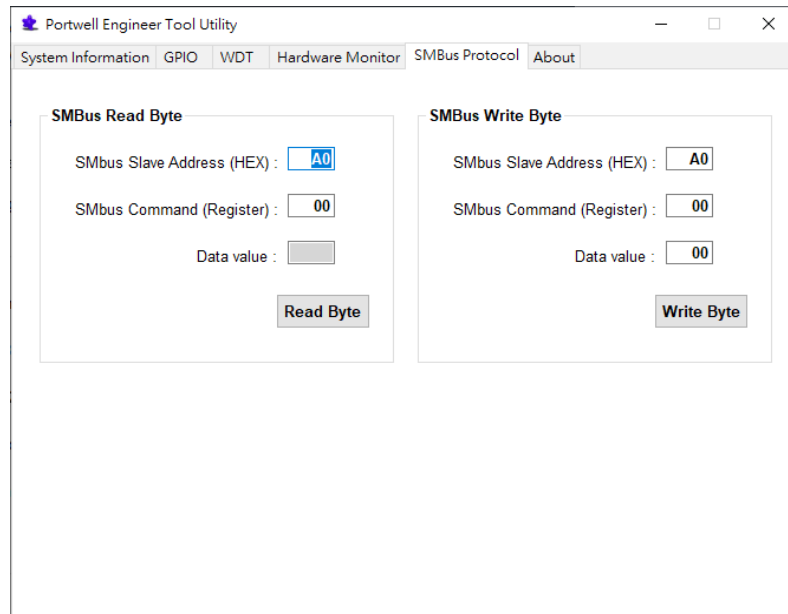 Portwell Engineer Tool Utility
System Information GPIO WDT Hardware Monitor SMBus Protocol About
SMBus Read Byte
SMbus Slave Address (HEX) : A0
SMbus Command (Register) : 00
Data value :
Read Byte
SMBus Write Byte
SMbus Slave Address (HEX) : A0
SMbus Command (Register) : 00
Data value : 00
Write Byte